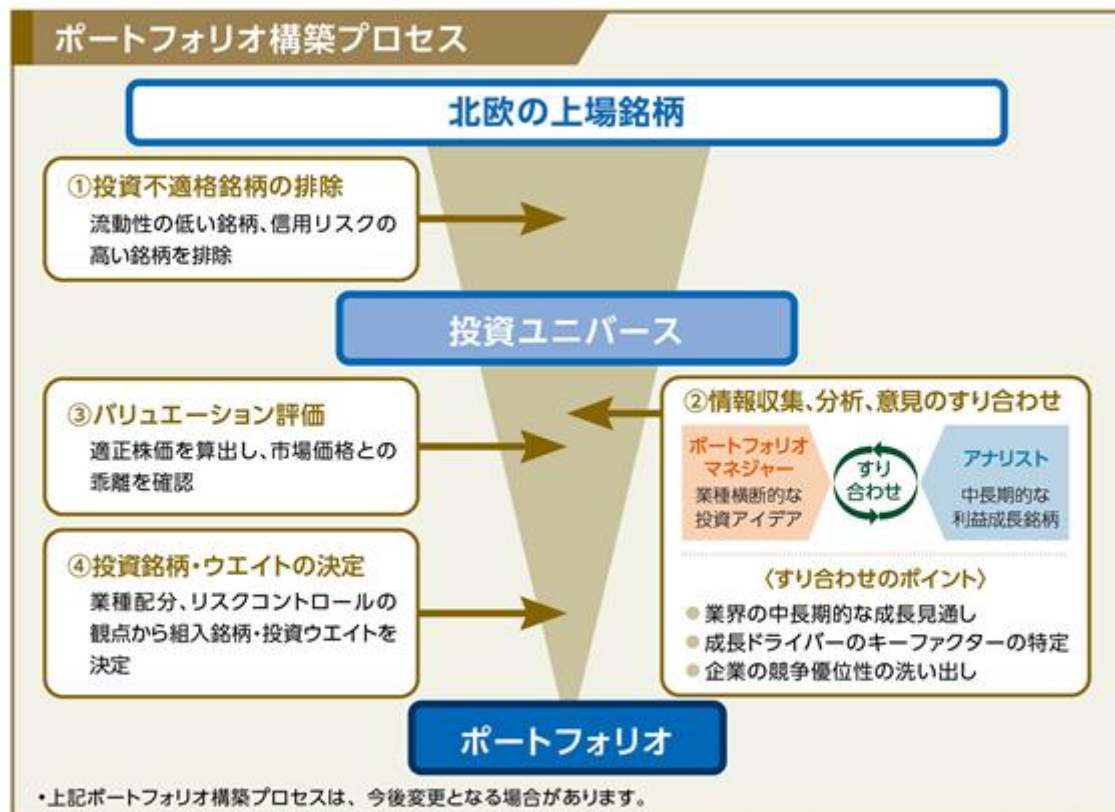 ポートフォリオ構築プロセス
北欧の上場銘柄
①投資不適格銘柄の排除
流動性の低い銘柄、信用リスクの
高い銘柄を排除
投資ユニバース
②情報収集、分析、意見のすり合わせ
ポートフォリオ
マネジャー
業種横断的な
投資アイデア
すり
合わせ
アナリスト
中長期的な
利益成長銘柄
〈すり合わせのポイント〉
●業界の中長期的な成長見通し
●成長ドライバーのキーファクターの特定
●企業の競争優位性の洗い出し
③バリュエーション評価
適正株価を算出し、市場価格との
乖離を確認
④投資銘柄・ウエイトの決定
業種配分、リスクコントロールの
観点から組入銘柄・投資ウエイトを
決定
ポートフォリオ
・上記ポートフォリオ構築プロセスは、今後変更となる場合があります。